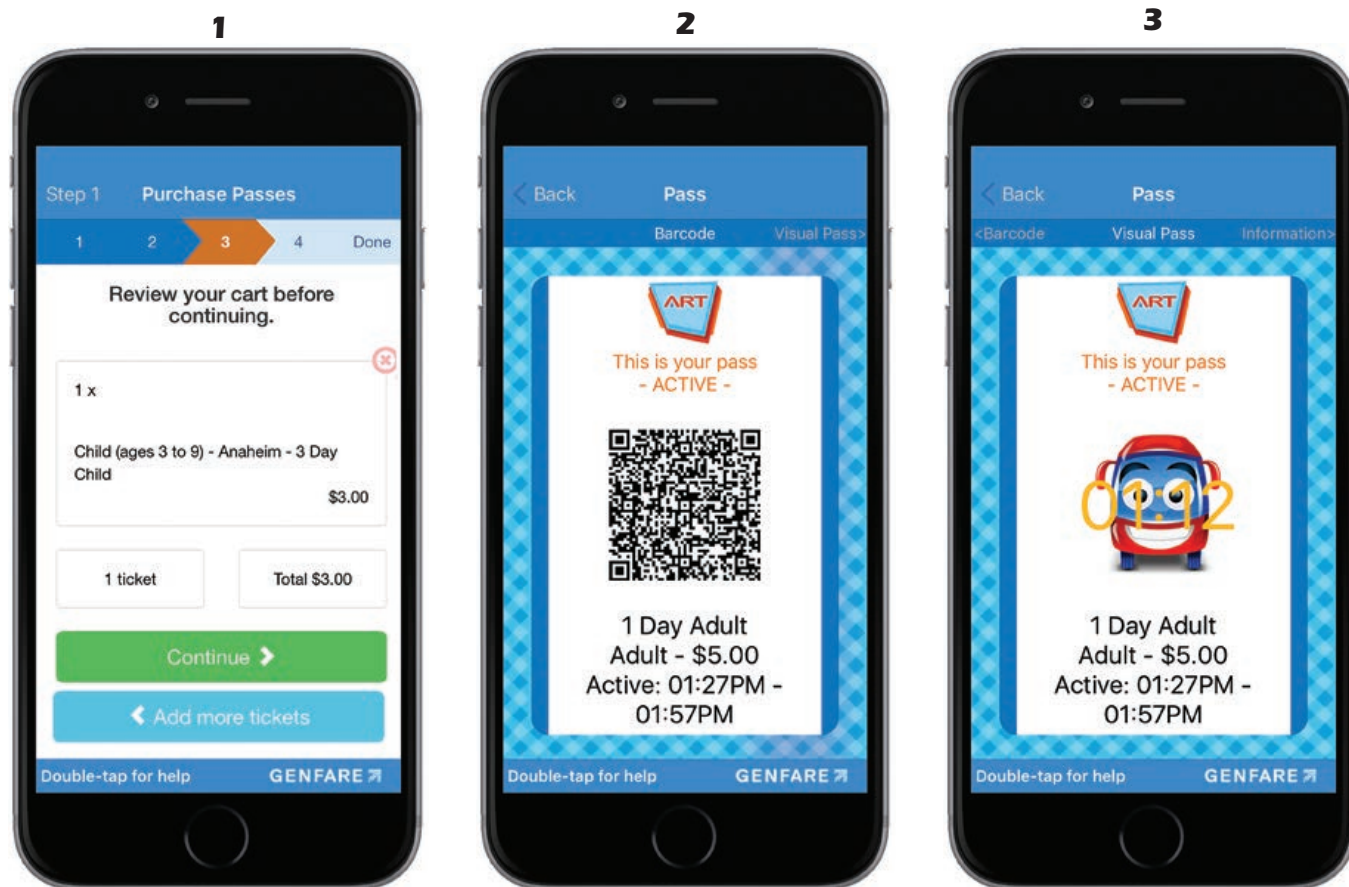 1
Step 1 Purchase Passes
1 2 3 4 Done
Review your cart before
continuing.
1 x
Child (ages 3 to 9) - Anaheim - 3 Day
Child
$3.00
1 ticket Total $3.00
Continue
Add more tickets
Double-tap for help GENFARE
2
Back Pass
Barcode Visual Pass>
ART
This is your pass
- ACTIVE -
1 Day Adult
Adult - $5.00
Active: 01:27PM -
01:57PM
Double-tap for help GENFARE
3
Back Pass
<Barcode Visual Pass Information>
ART
This is your pass
- ACTIVE -
01:12
1 Day Adult
Adult - $5.00
Active: 01:27PM -
01:57PM
Double-tap for help GENFARE